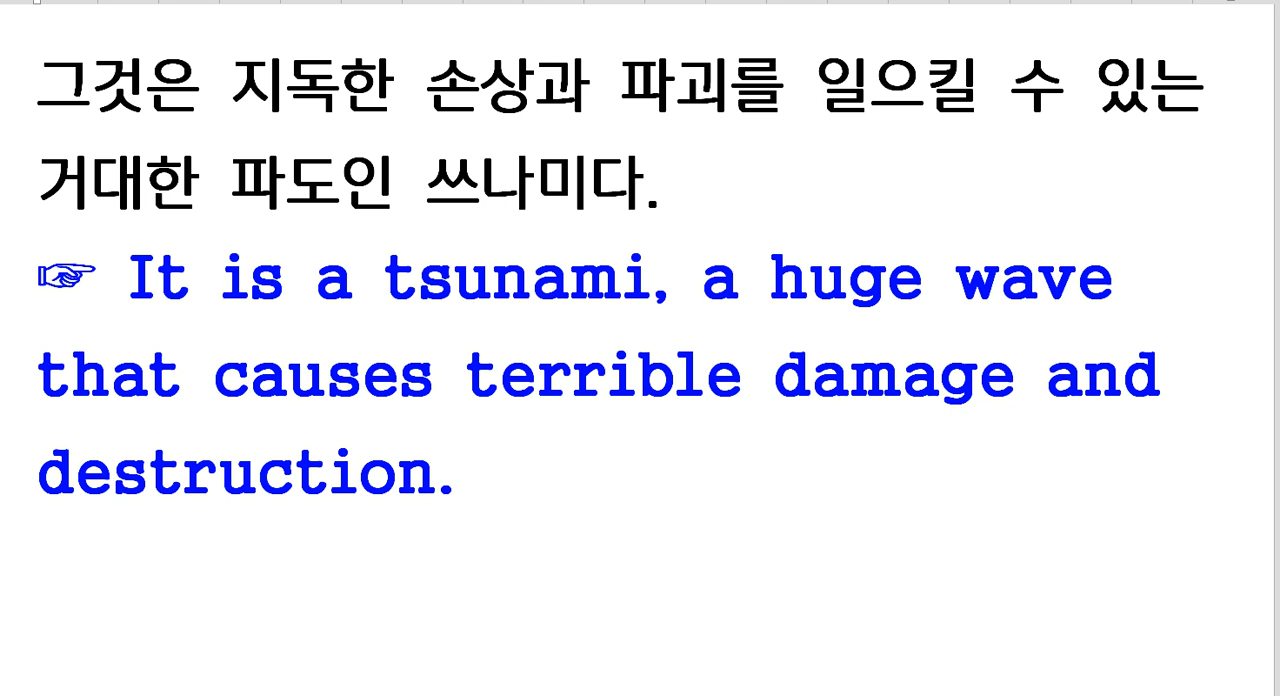 그것은 지독한 손상과 파괴를 일으킬 수 있는
거대한 파도인 쓰나미다.
☞ It is a tsunami, a huge wave
that causes terrible damage and
destruction.